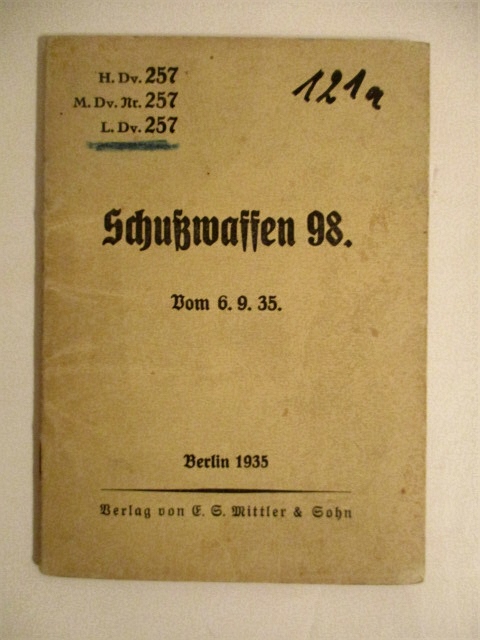 H. Dv. 257
M. Dv. Nr. 257
L. Dv. 257
121a
Schußwaffen 98.
Vom 6. 9. 35.
Berlin 1935
Verlag von E. S. Mittler & Sohn